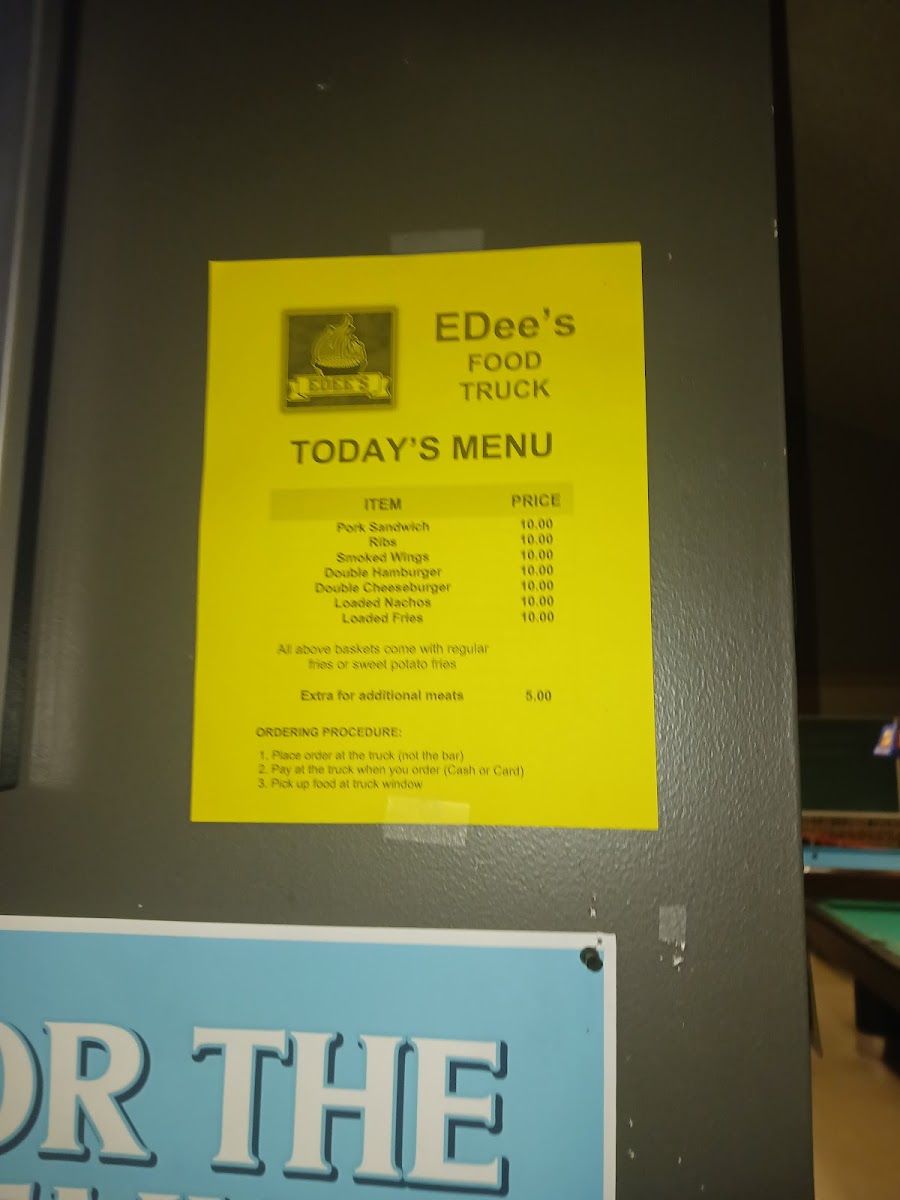 EDEE'S
EDee's
FOOD
TRUCK
TODAY'S MENU
ITEM PRICE
Pork Sandwich 10.00
Ribs 10.00
Smoked Wings 10.00
Double Hamburger 10.00
Double Cheeseburger 10.00
Loaded Nachos 10.00
Loaded Fries 10.00
All above baskets come with regular
fries or sweet potato fries
Extra for additional meats 5.00
ORDERING PROCEDURE:
1. Place order at the truck (not the bar)
2. Pay at the truck when you order (Cash or Card)
3. Pick up food at truck window
OR THE